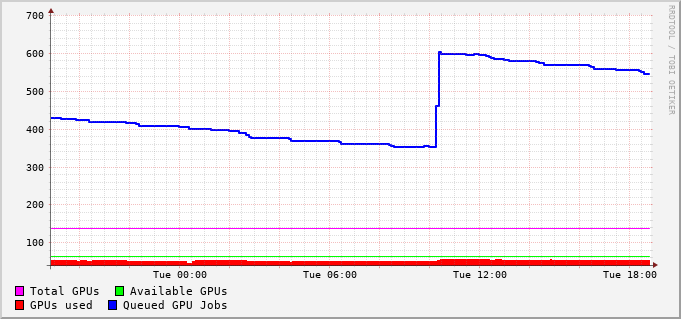 700
600
500
400
300
200
100
Tue 00:00 Tue 06:00 Tue 12:00 Tue 18:00
Total GPUs Available GPUs
GPUs used Queued GPU Jobs
RRDTOOL / TOBI OETIKER